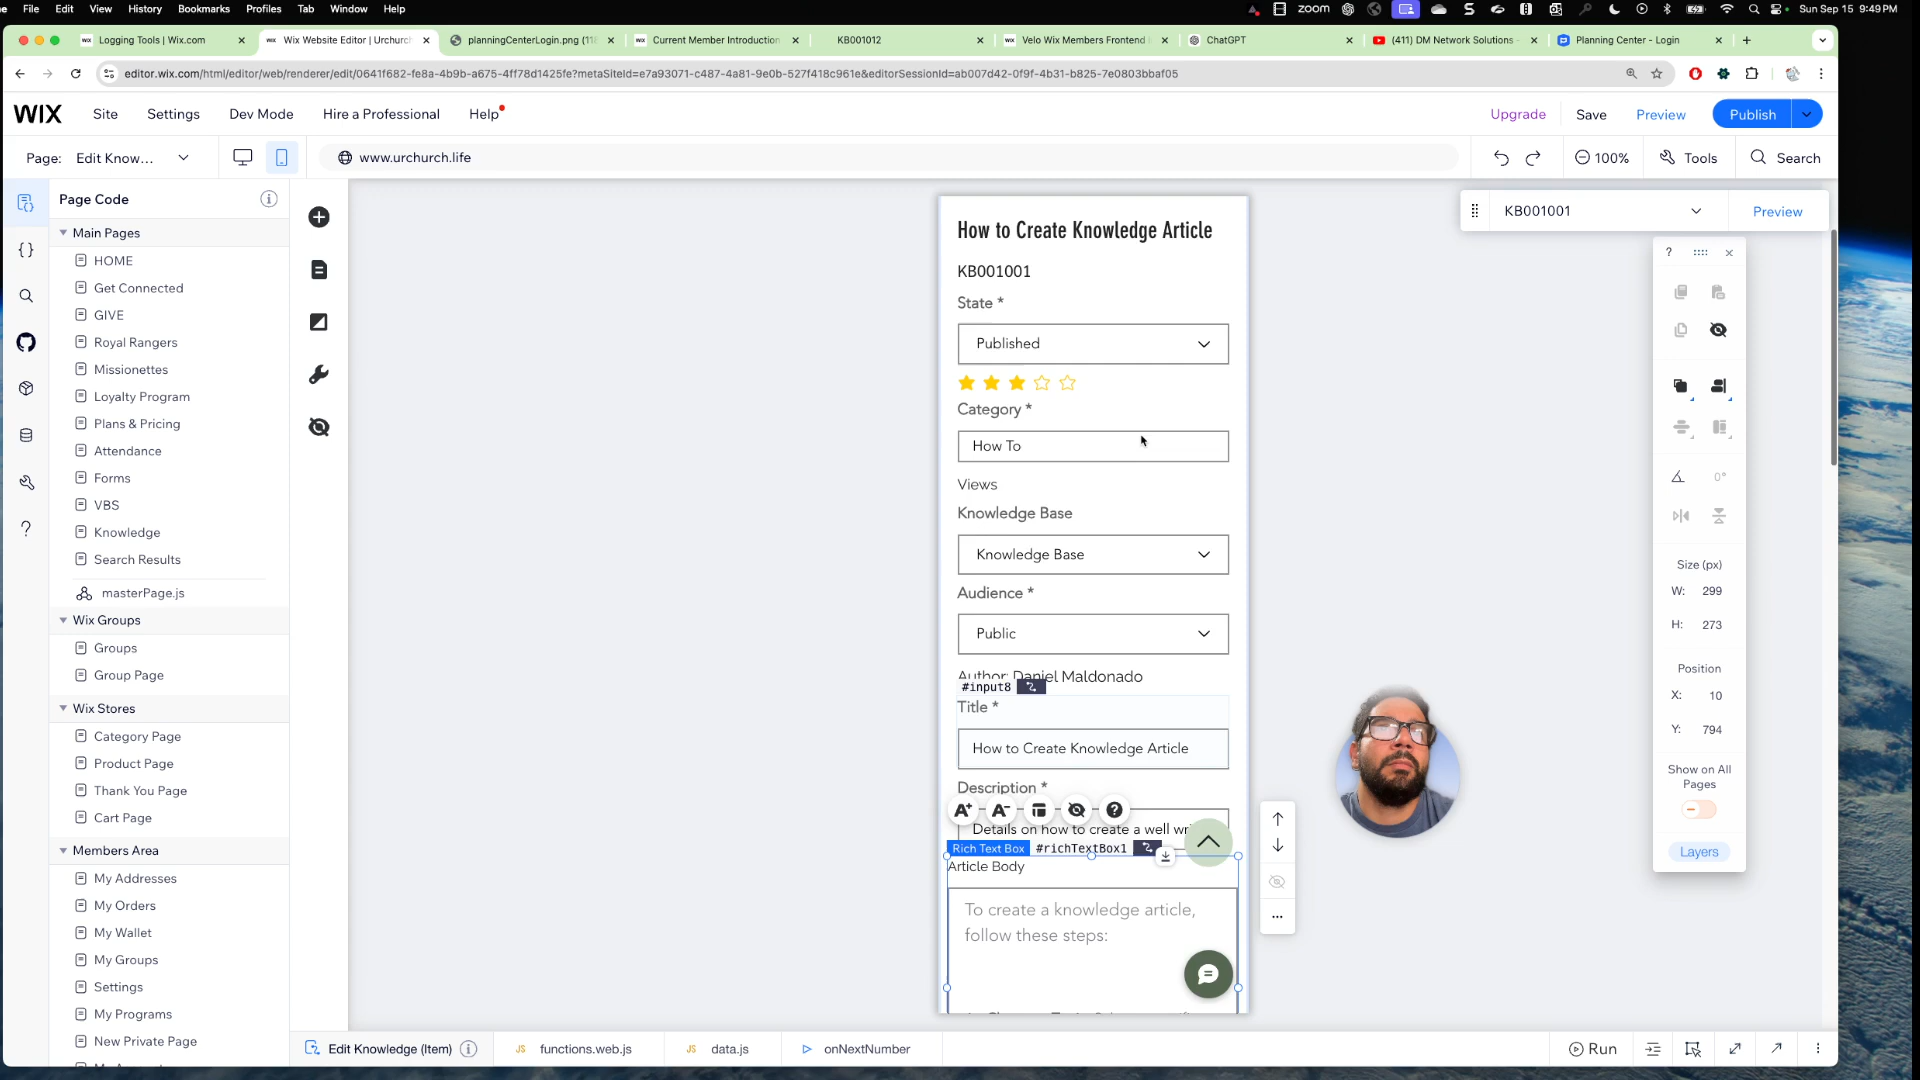 File Edit View History Bookmarks Profiles Tab Window Help
zoom
Sun Sep 15 9:49 PM
Logging Tools | Wix.com
Wix Website Editor | Urchurch
planningCenterLogin.png (11
Current Member Introduction
KB001012
Velo Wix Members Frontend
ChatGPT
(411) DM Network Solutions -
Planning Center - Login
editor.wix.com/html/editor/web/renderer/edit/0641f682-fe8a-4b9b-a675-4ff78d1425fe?metaSiteId=e7a93071-c487-4a81-9e0b-527f418c961e&editorSessionId=ab007d42-0f9f-4b31-b825-7e0803bbaf05
WIX
Site Settings Dev Mode Hire a Professional Help
Upgrade Save Preview Publish
Page: Edit Know...
www.urchurch.life
100% Tools Search
Page Code
Main Pages
HOME
Get Connected
GIVE
Royal Rangers
Missionettes
Loyalty Program
Plans & Pricing
Attendance
Forms
VBS
Knowledge
Search Results
masterPage.js
Wix Groups
Groups
Group Page
Wix Stores
Category Page
Product Page
Thank You Page
Cart Page
Members Area
My Addresses
My Orders
My Wallet
My Groups
Settings
My Programs
New Private Page
How to Create Knowledge Article
KB001001
State *
Published
Category *
How To
Views
Knowledge Base
Knowledge Base
Audience *
Public
Author: Daniel Maldonado
#input8
Title *
How to Create Knowledge Article
Description *
A+ A-
Details on how to create a well wri
Rich Text Box #richTextBox1
Article Body
To create a knowledge article,
follow these steps:
KB001001
Preview
?
0°
Size (px)
W: 299
H: 273
Position
X: 10
Y: 794
Show on All
Pages
Layers
Edit Knowledge (Item)
JS functions.web.js
JS data.js
onNextNumber
Run